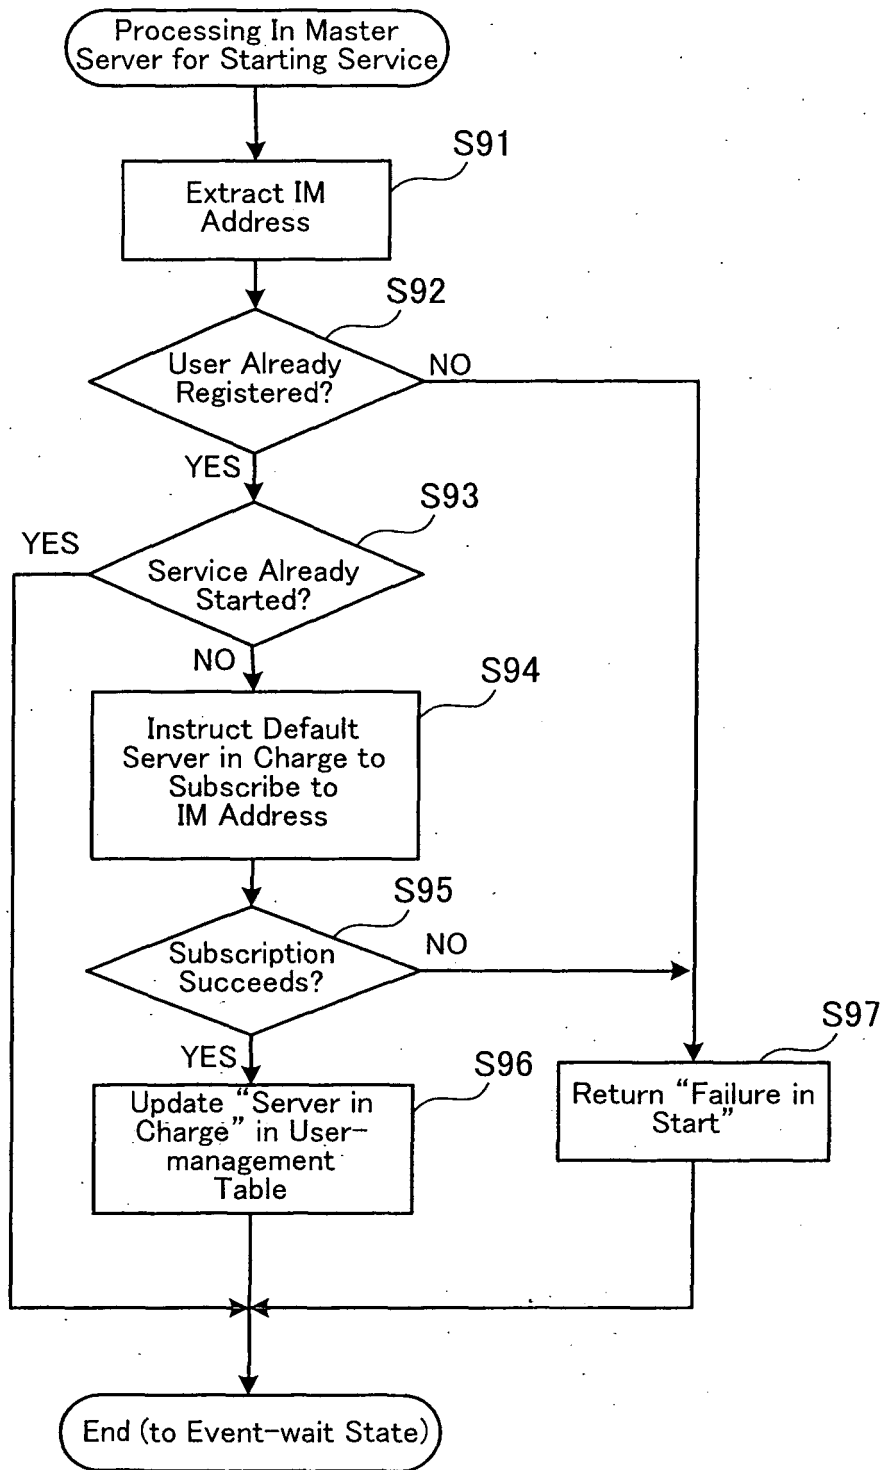 Processing In Master
Server for Starting Service
S91
Extract IM
Address
S92
User Already
Registered?
NO
YES
S93
YES
Service Already
Started?
NO
S94
Instruct Default
Server in Charge to
Subscribe to
IM Address
S95
Subscription
Succeeds?
NO
YES
S96
Update “Server in
Charge” in User-
management
Table
S97
Return “Failure in
Start”
End (to Event-wait State)